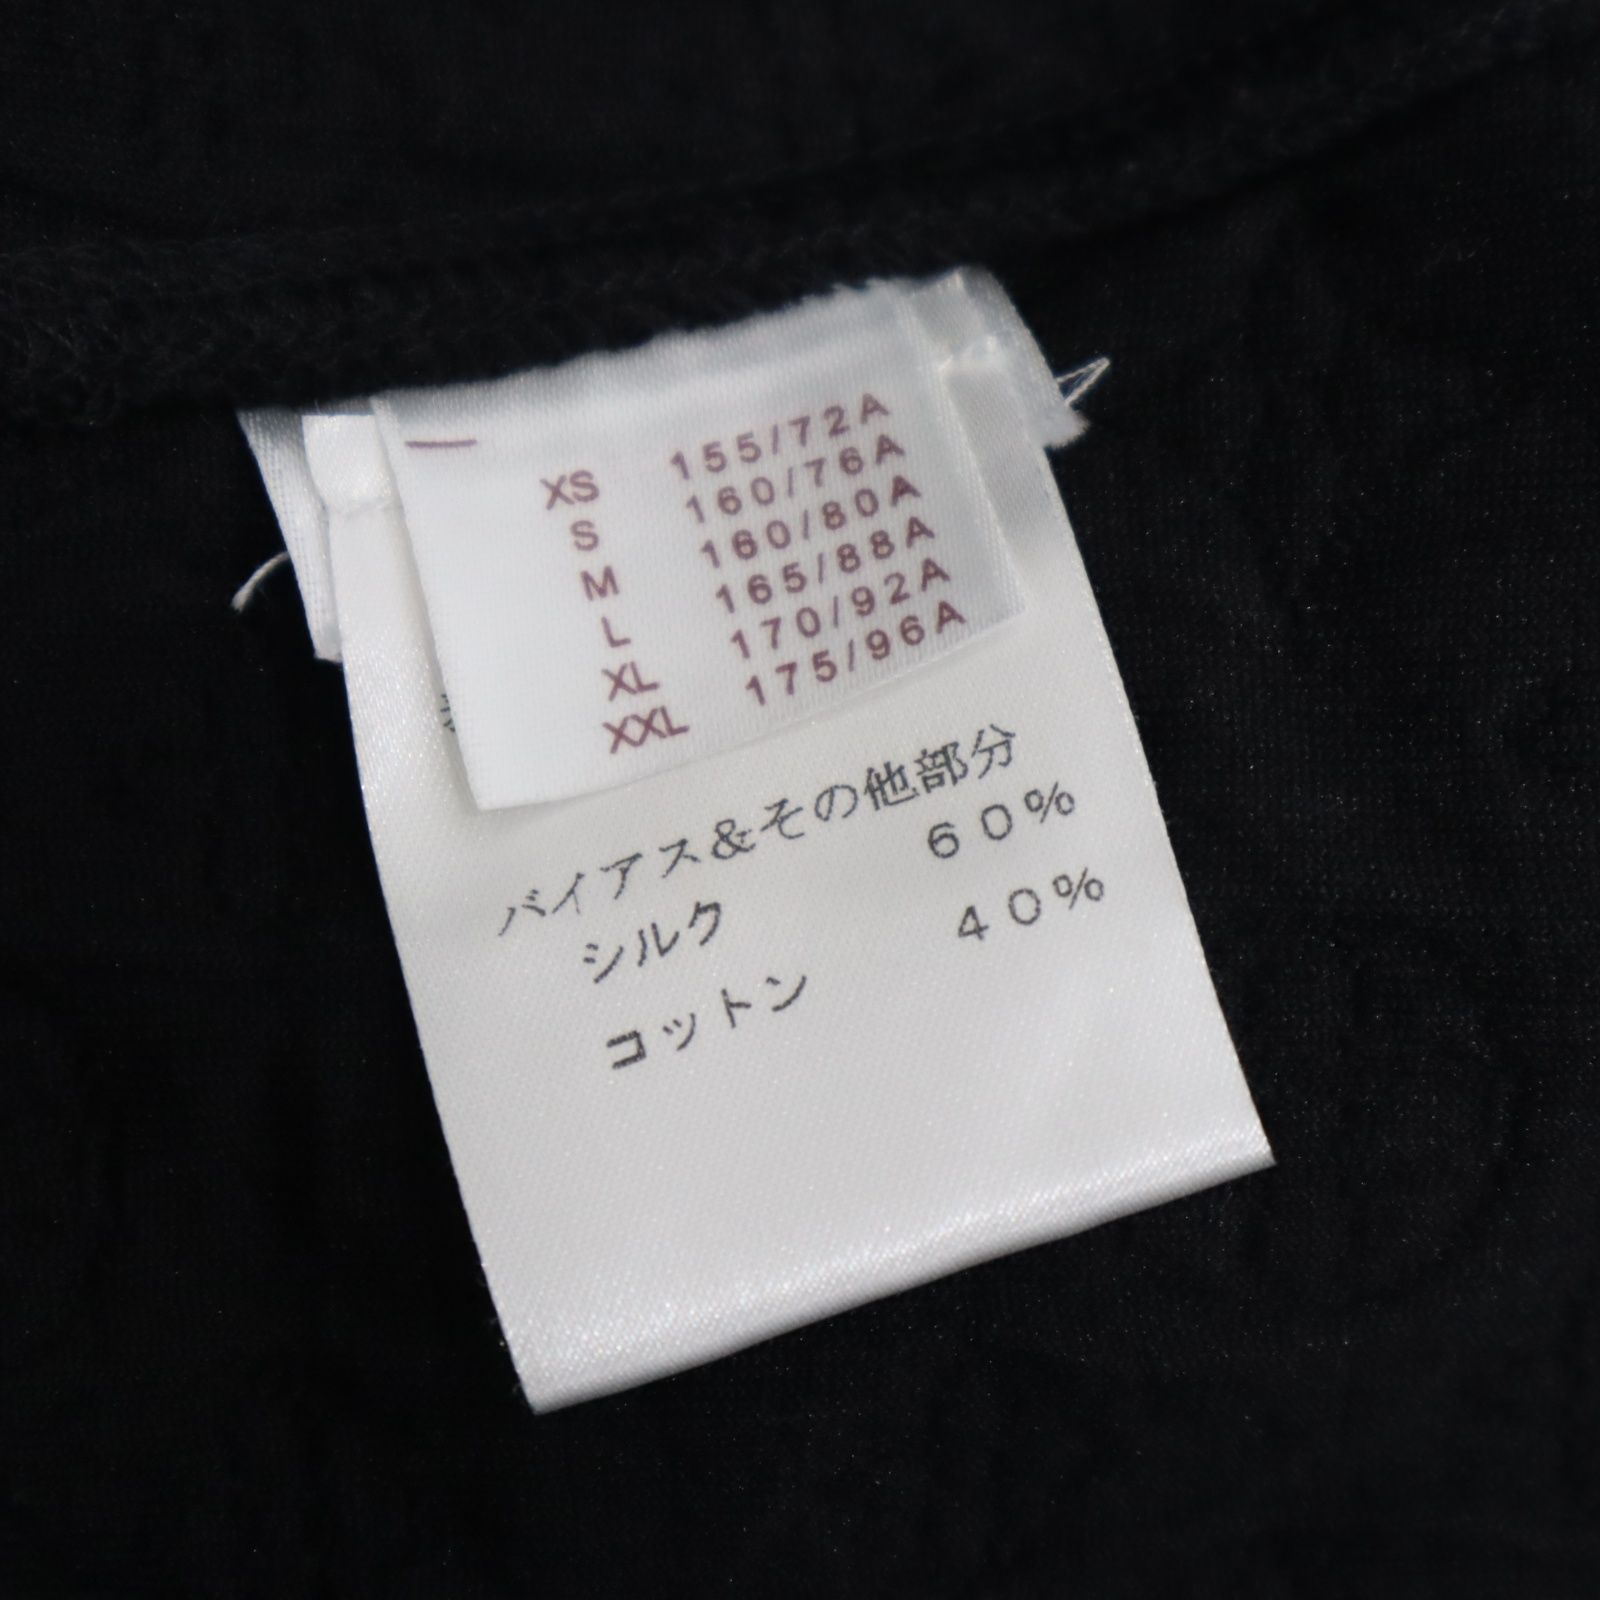 XS 155/72A
S 160/76A
M 160/80A
L 165/88A
XL 170/92A
XXL 175/96A
バイアス&その他部分
シルク 60%
コットン 40%